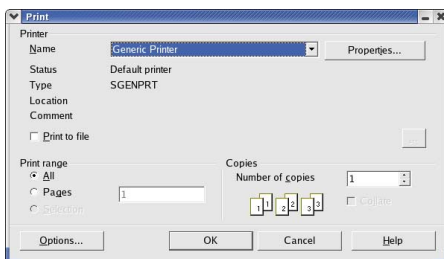 Print
Printer
Name Generic Printer Properties...
Status Default printer
Type SGENPRT
Location
Comment
Print to file ...
Print range
All
Pages 1
Selection
Copies
Number of copies 1
1 1 2 2 3 3
Collate
Options... OK Cancel Help